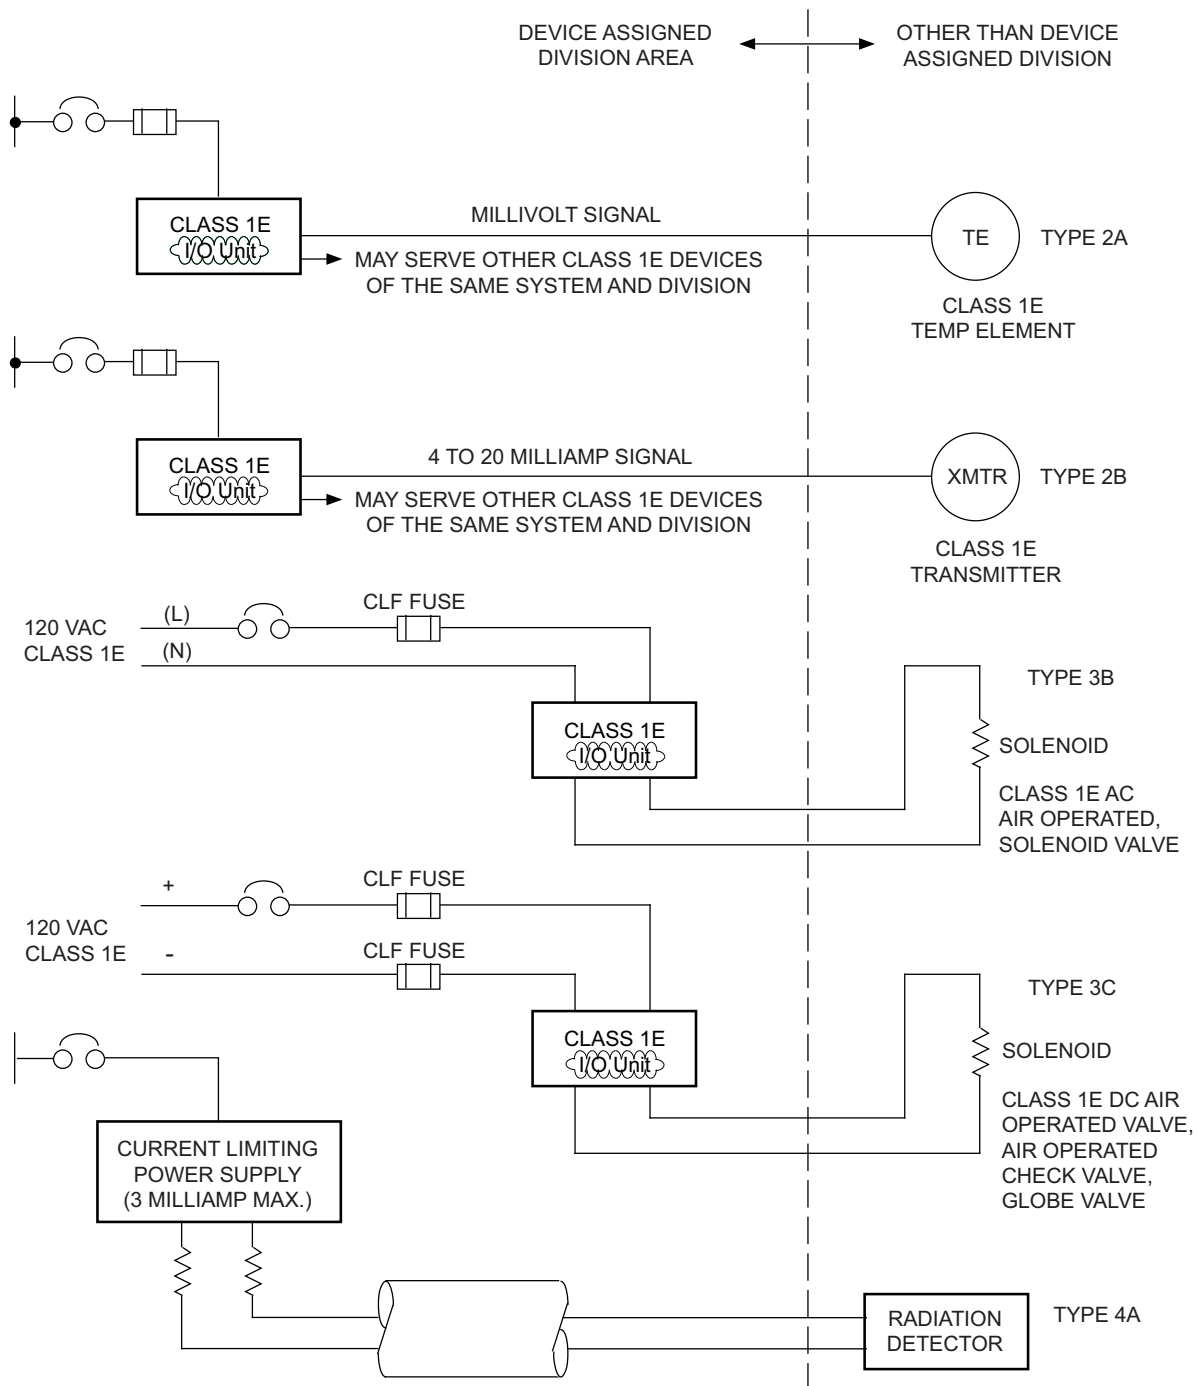 DEVICE ASSIGNED
DIVISION AREA
OTHER THAN DEVICE
ASSIGNED DIVISION
CLASS 1E
I/O Unit
MILLIVOLT SIGNAL
MAY SERVE OTHER CLASS 1E DEVICES
OF THE SAME SYSTEM AND DIVISION
TE
TYPE 2A
CLASS 1E
TEMP ELEMENT
CLASS 1E
I/O Unit
4 TO 20 MILLIAMP SIGNAL
MAY SERVE OTHER CLASS 1E DEVICES
OF THE SAME SYSTEM AND DIVISION
XMTR
TYPE 2B
CLASS 1E
TRANSMITTER
120 VAC
CLASS 1E
(L)
(N)
CLF FUSE
CLASS 1E
I/O Unit
TYPE 3B
SOLENOID
CLASS 1E AC
AIR OPERATED,
SOLENOID VALVE
120 VAC
CLASS 1E
+
-
CLF FUSE
CLF FUSE
CLASS 1E
I/O Unit
TYPE 3C
SOLENOID
CLASS 1E DC AIR
OPERATED VALVE,
AIR OPERATED
CHECK VALVE,
GLOBE VALVE
CURRENT LIMITING
POWER SUPPLY
(3 MILLIAMP MAX.)
RADIATION
DETECTOR
TYPE 4A